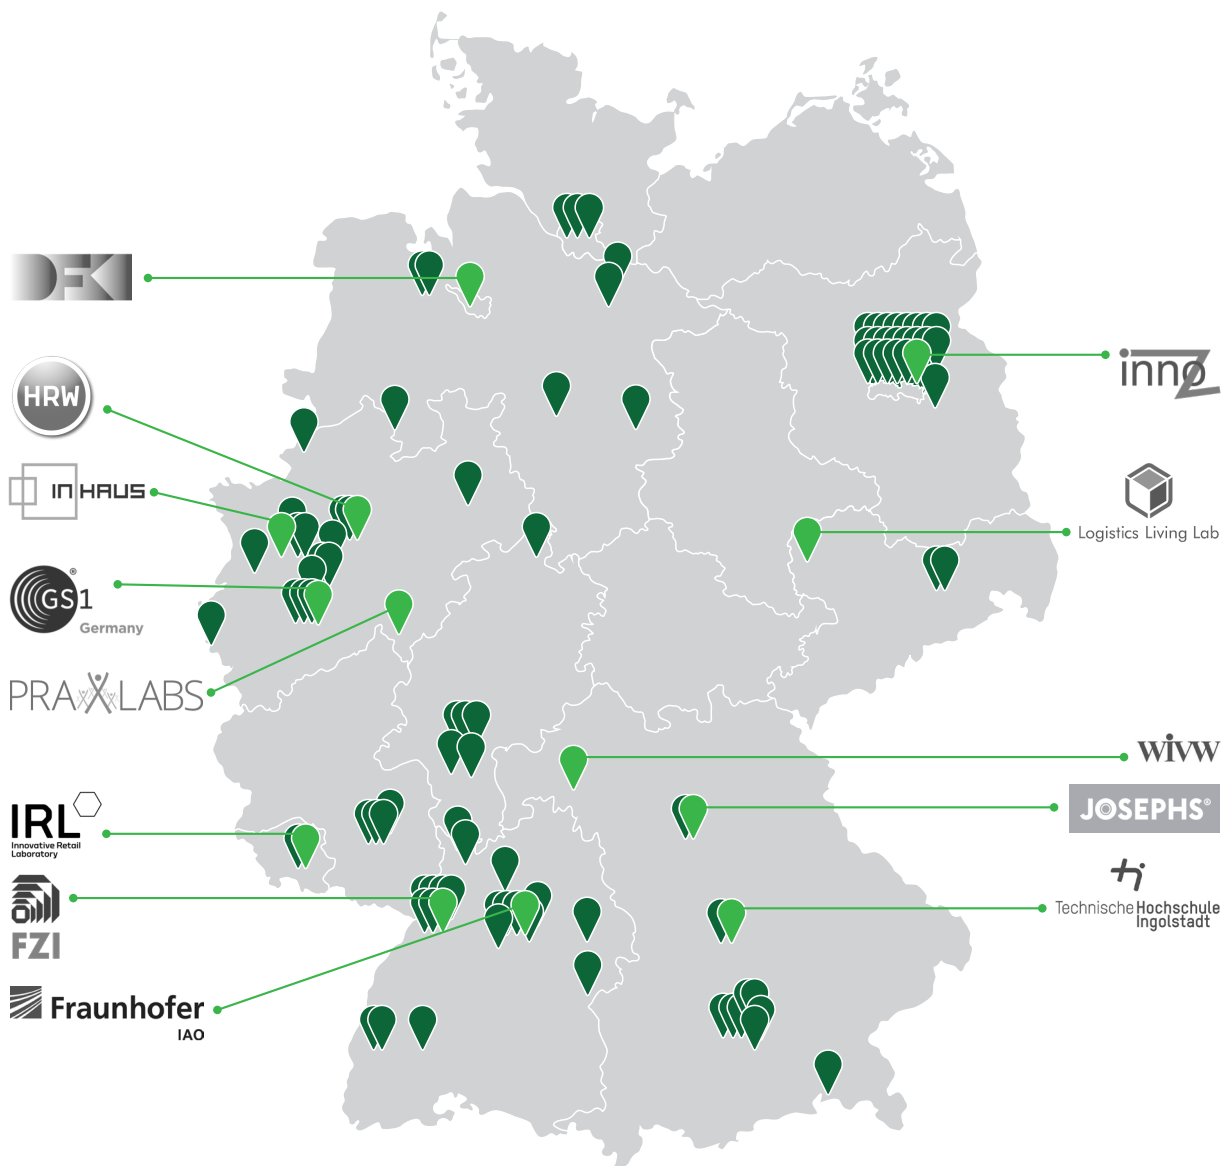 DFKI
HRW
INHAUS
GS1
®
Germany
PRAXLABS
IRL
Innovative Retail
Laboratory
FZI
Fraunhofer
IAO
innoZ
Logistics Living Lab
wivw
JOSEPHS®
Technische Hochschule
Ingolstadt